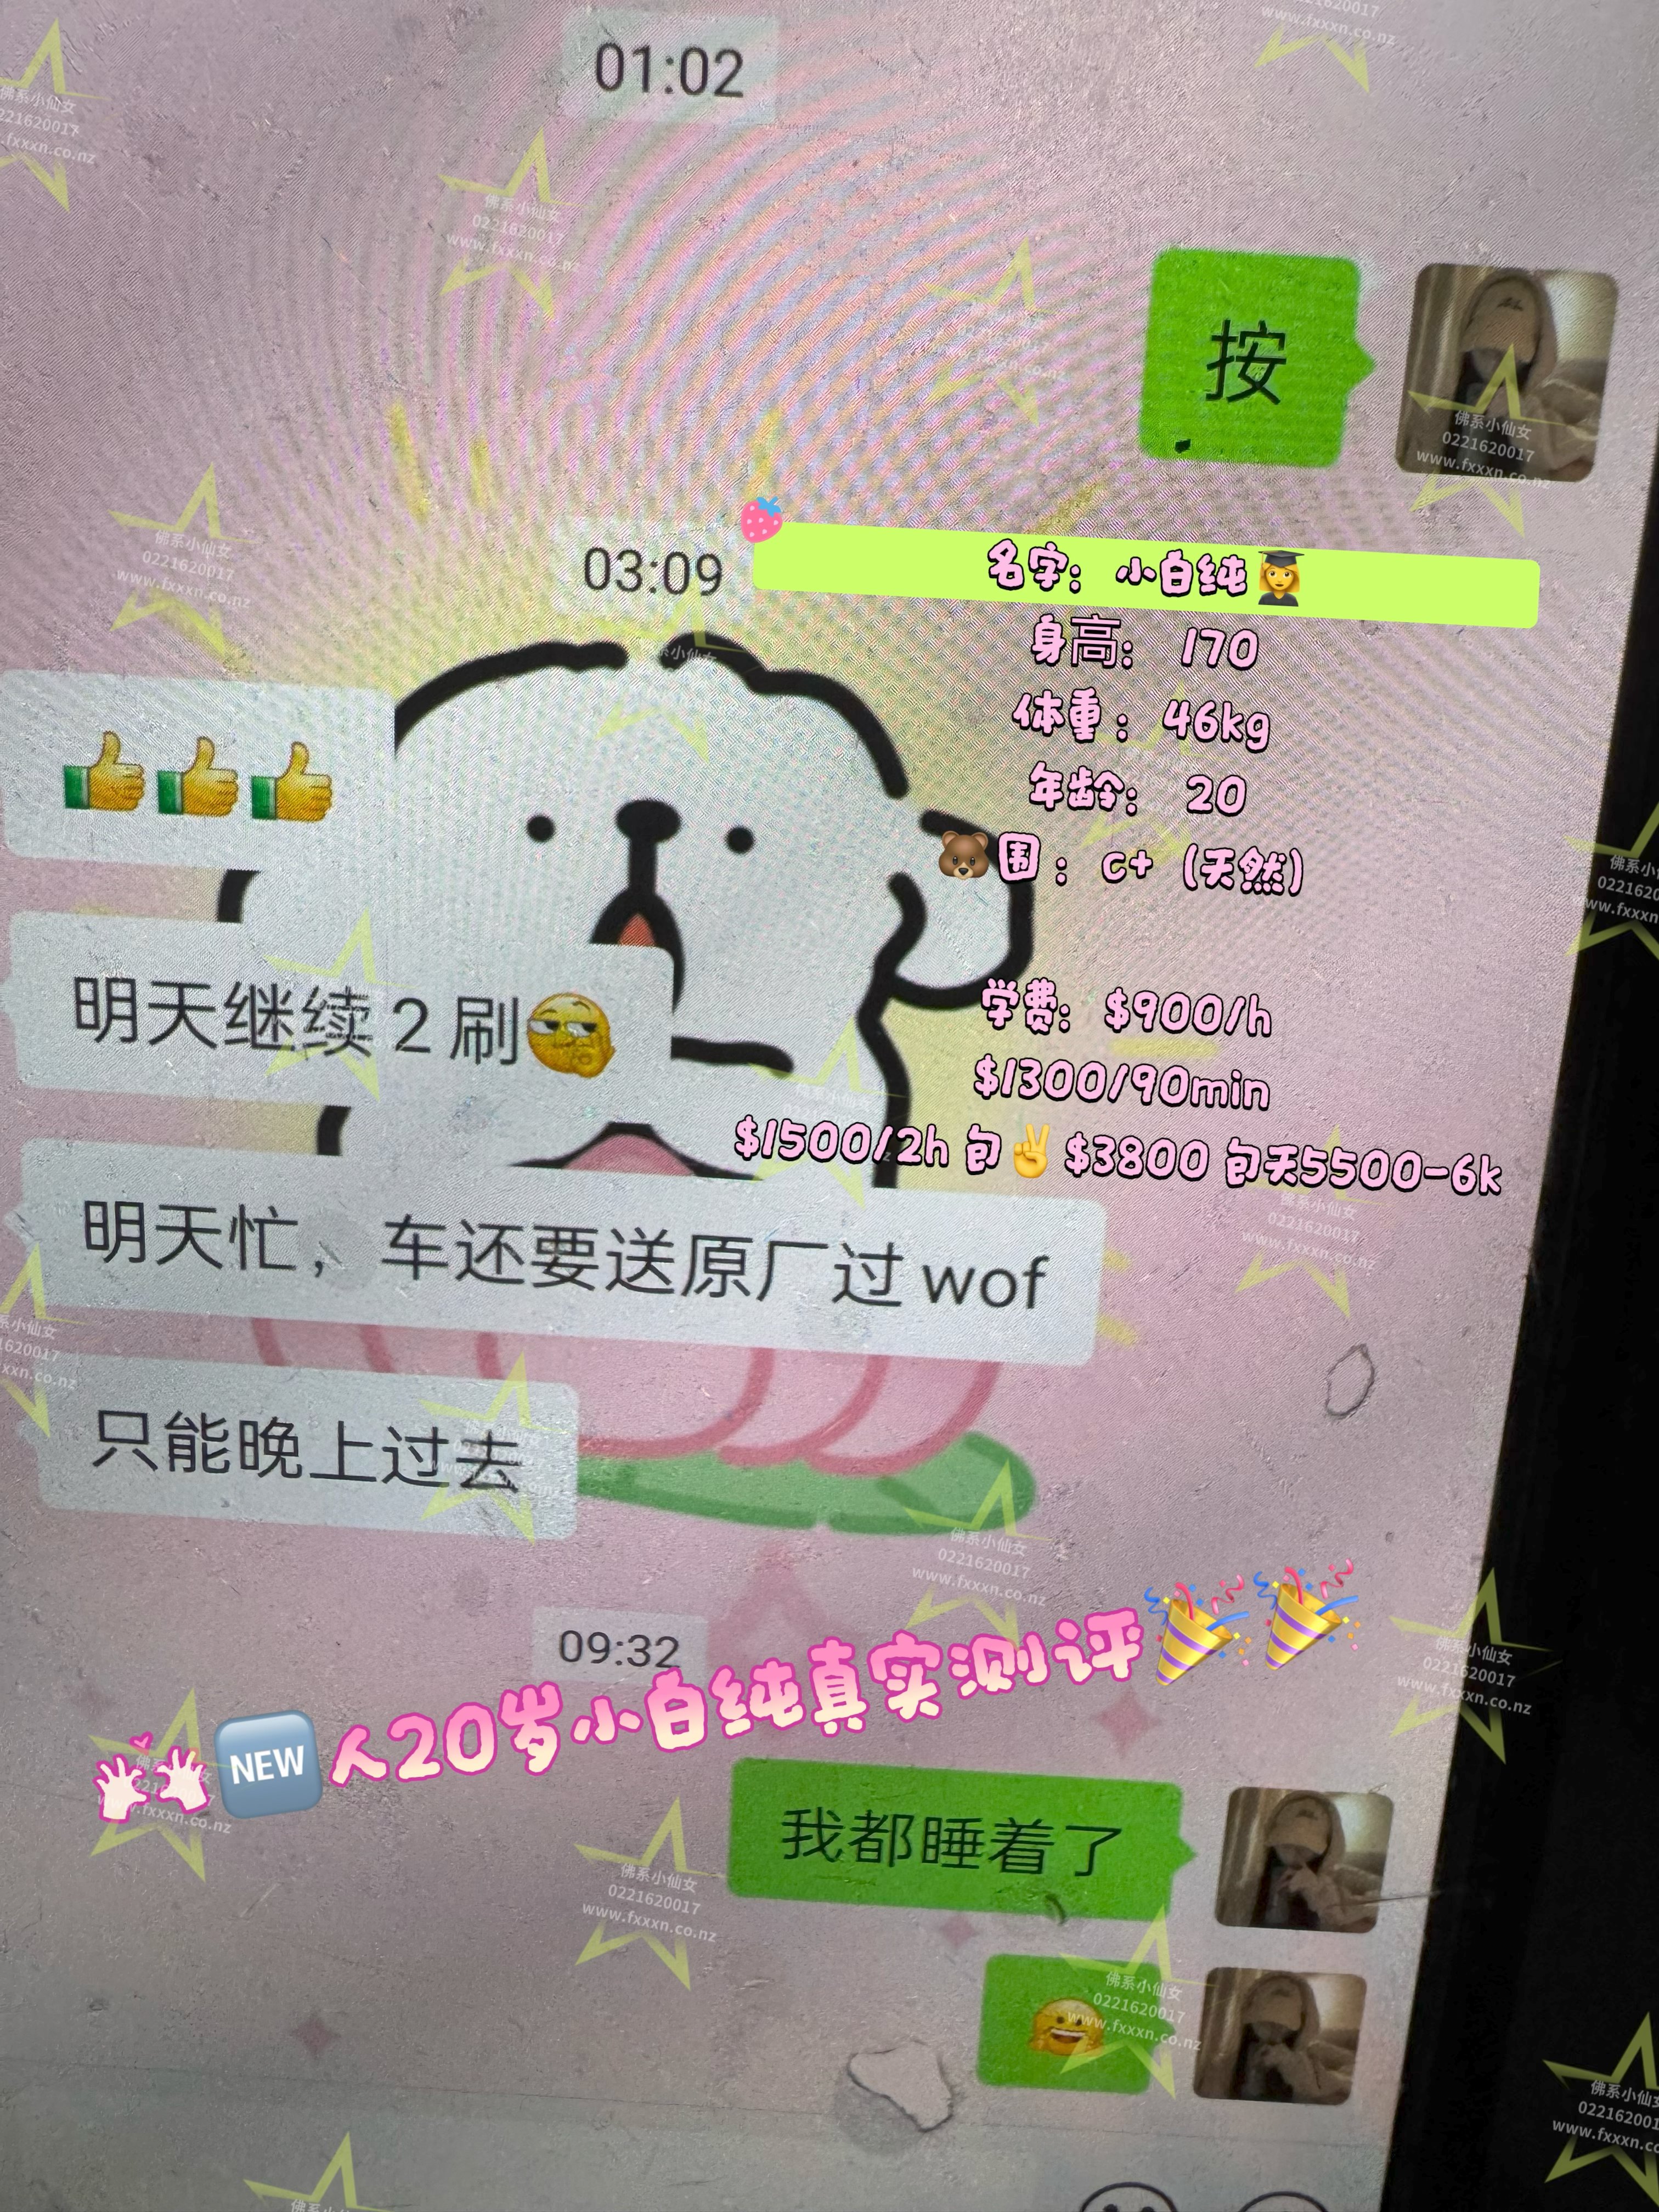 01:02
按
03:09
名字：小白纯
身高： 170
体重：46kg
年龄： 20
围：c+（天然）
明天继续2刷
学费：$900/h
$1300/90min
$1500/2h 包✌️$3800 包天5500-6k
明天忙，车还要送原厂过wof
只能晚上过去
09:32
NEW人20岁小白纯真实测评
我都睡着了
佛系小仙女
0221620017
www.fxxxn.co.nz